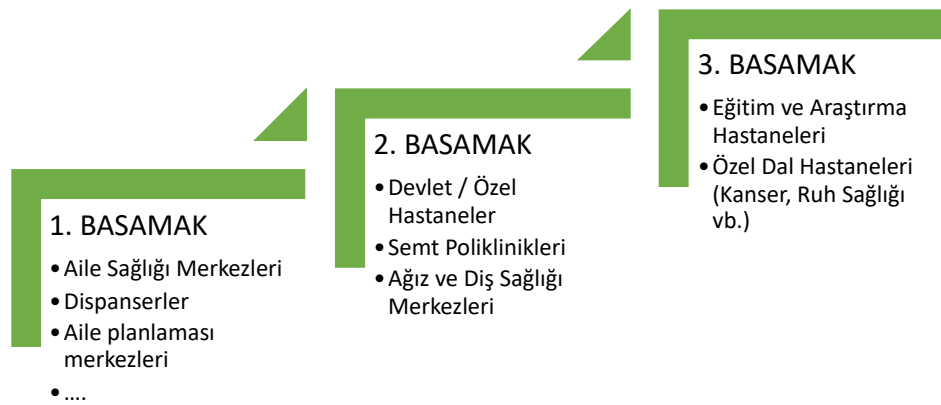 1. BASAMAK
•Aile Sağlığı Merkezleri
•Dispanserler
•Aile planlaması
merkezleri
•....
2. BASAMAK
•Devlet / Özel
Hastaneler
•Semt Poliklinikleri
•Ağız ve Diş Sağlığı
Merkezleri
3. BASAMAK
•Eğitim ve Araştırma
Hastaneleri
•Özel Dal Hastaneleri
(Kanser, Ruh Sağlığı
vb.)